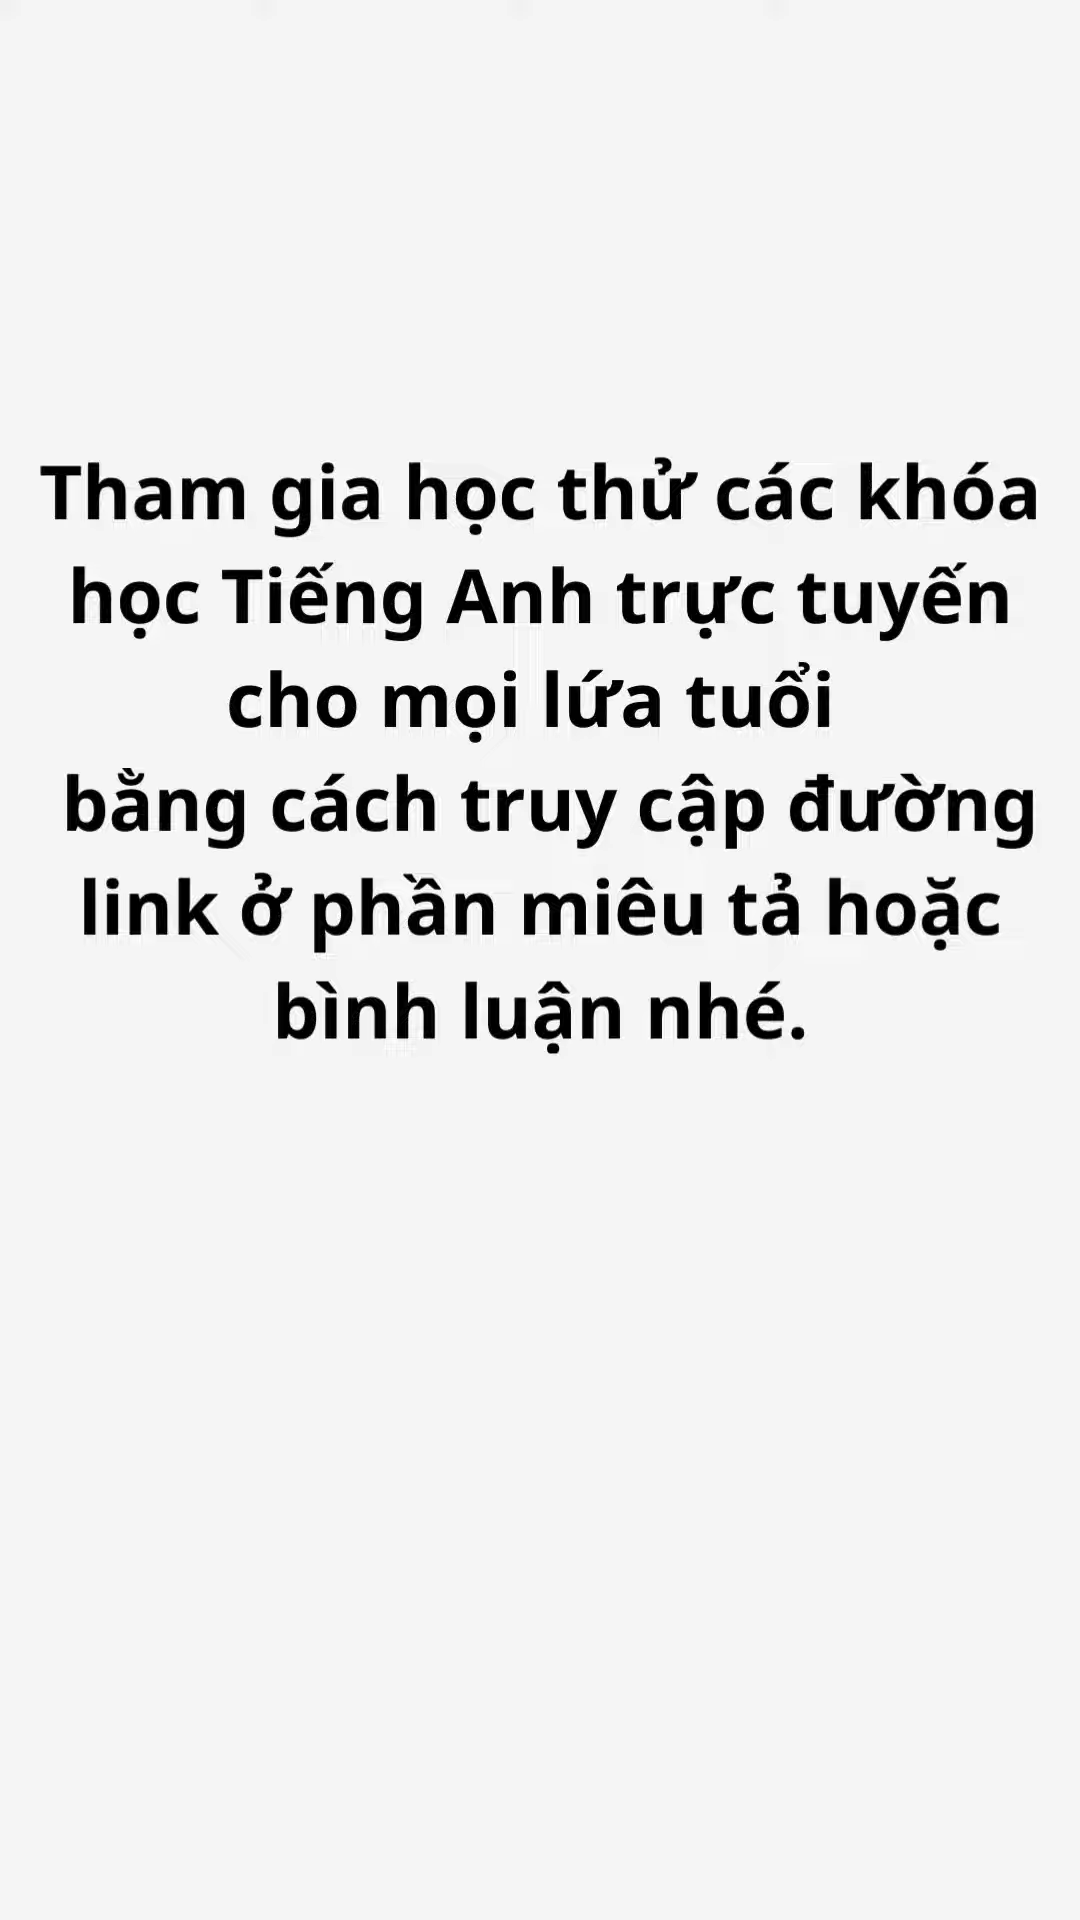 Tham gia học thử các khóa
học Tiếng Anh trực tuyến
cho mọi lứa tuổi
bằng cách truy cập đường
link ở phần miêu tả hoặc
bình luận nhé.